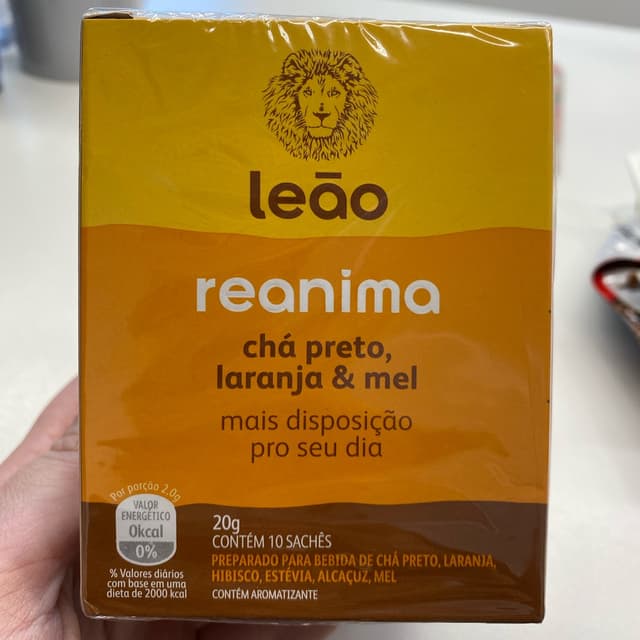 leão
reanima
chá preto,
laranja & mel
mais disposição
pro seu dia
Por porção 2.0g
VALOR
ENERGÉTICO
0kcal
0%
% Valores diários
com base em uma
dieta de 2000 kcal
20g
CONTÉM 10 SACHÊS
PREPARADO PARA BEBIDA DE CHÁ PRETO, LARANJA,
HIBISCO, ESTÉVIA, ALCAÇUZ, MEL
CONTÉM AROMATIZANTE